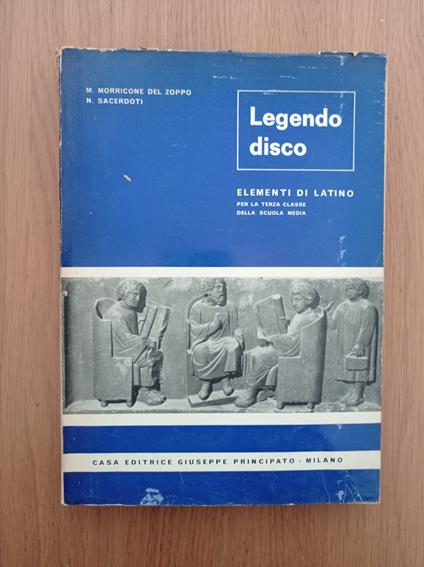 M. MORRICONE DEL ZOPPO
N. SACERDOTI
Legendo
disco
ELEMENTI DI LATINO
PER LA TERZA CLASSE
DELLA SCUOLA MEDIA
CASA EDITRICE GIUSEPPE PRINCIPATO - MILANO